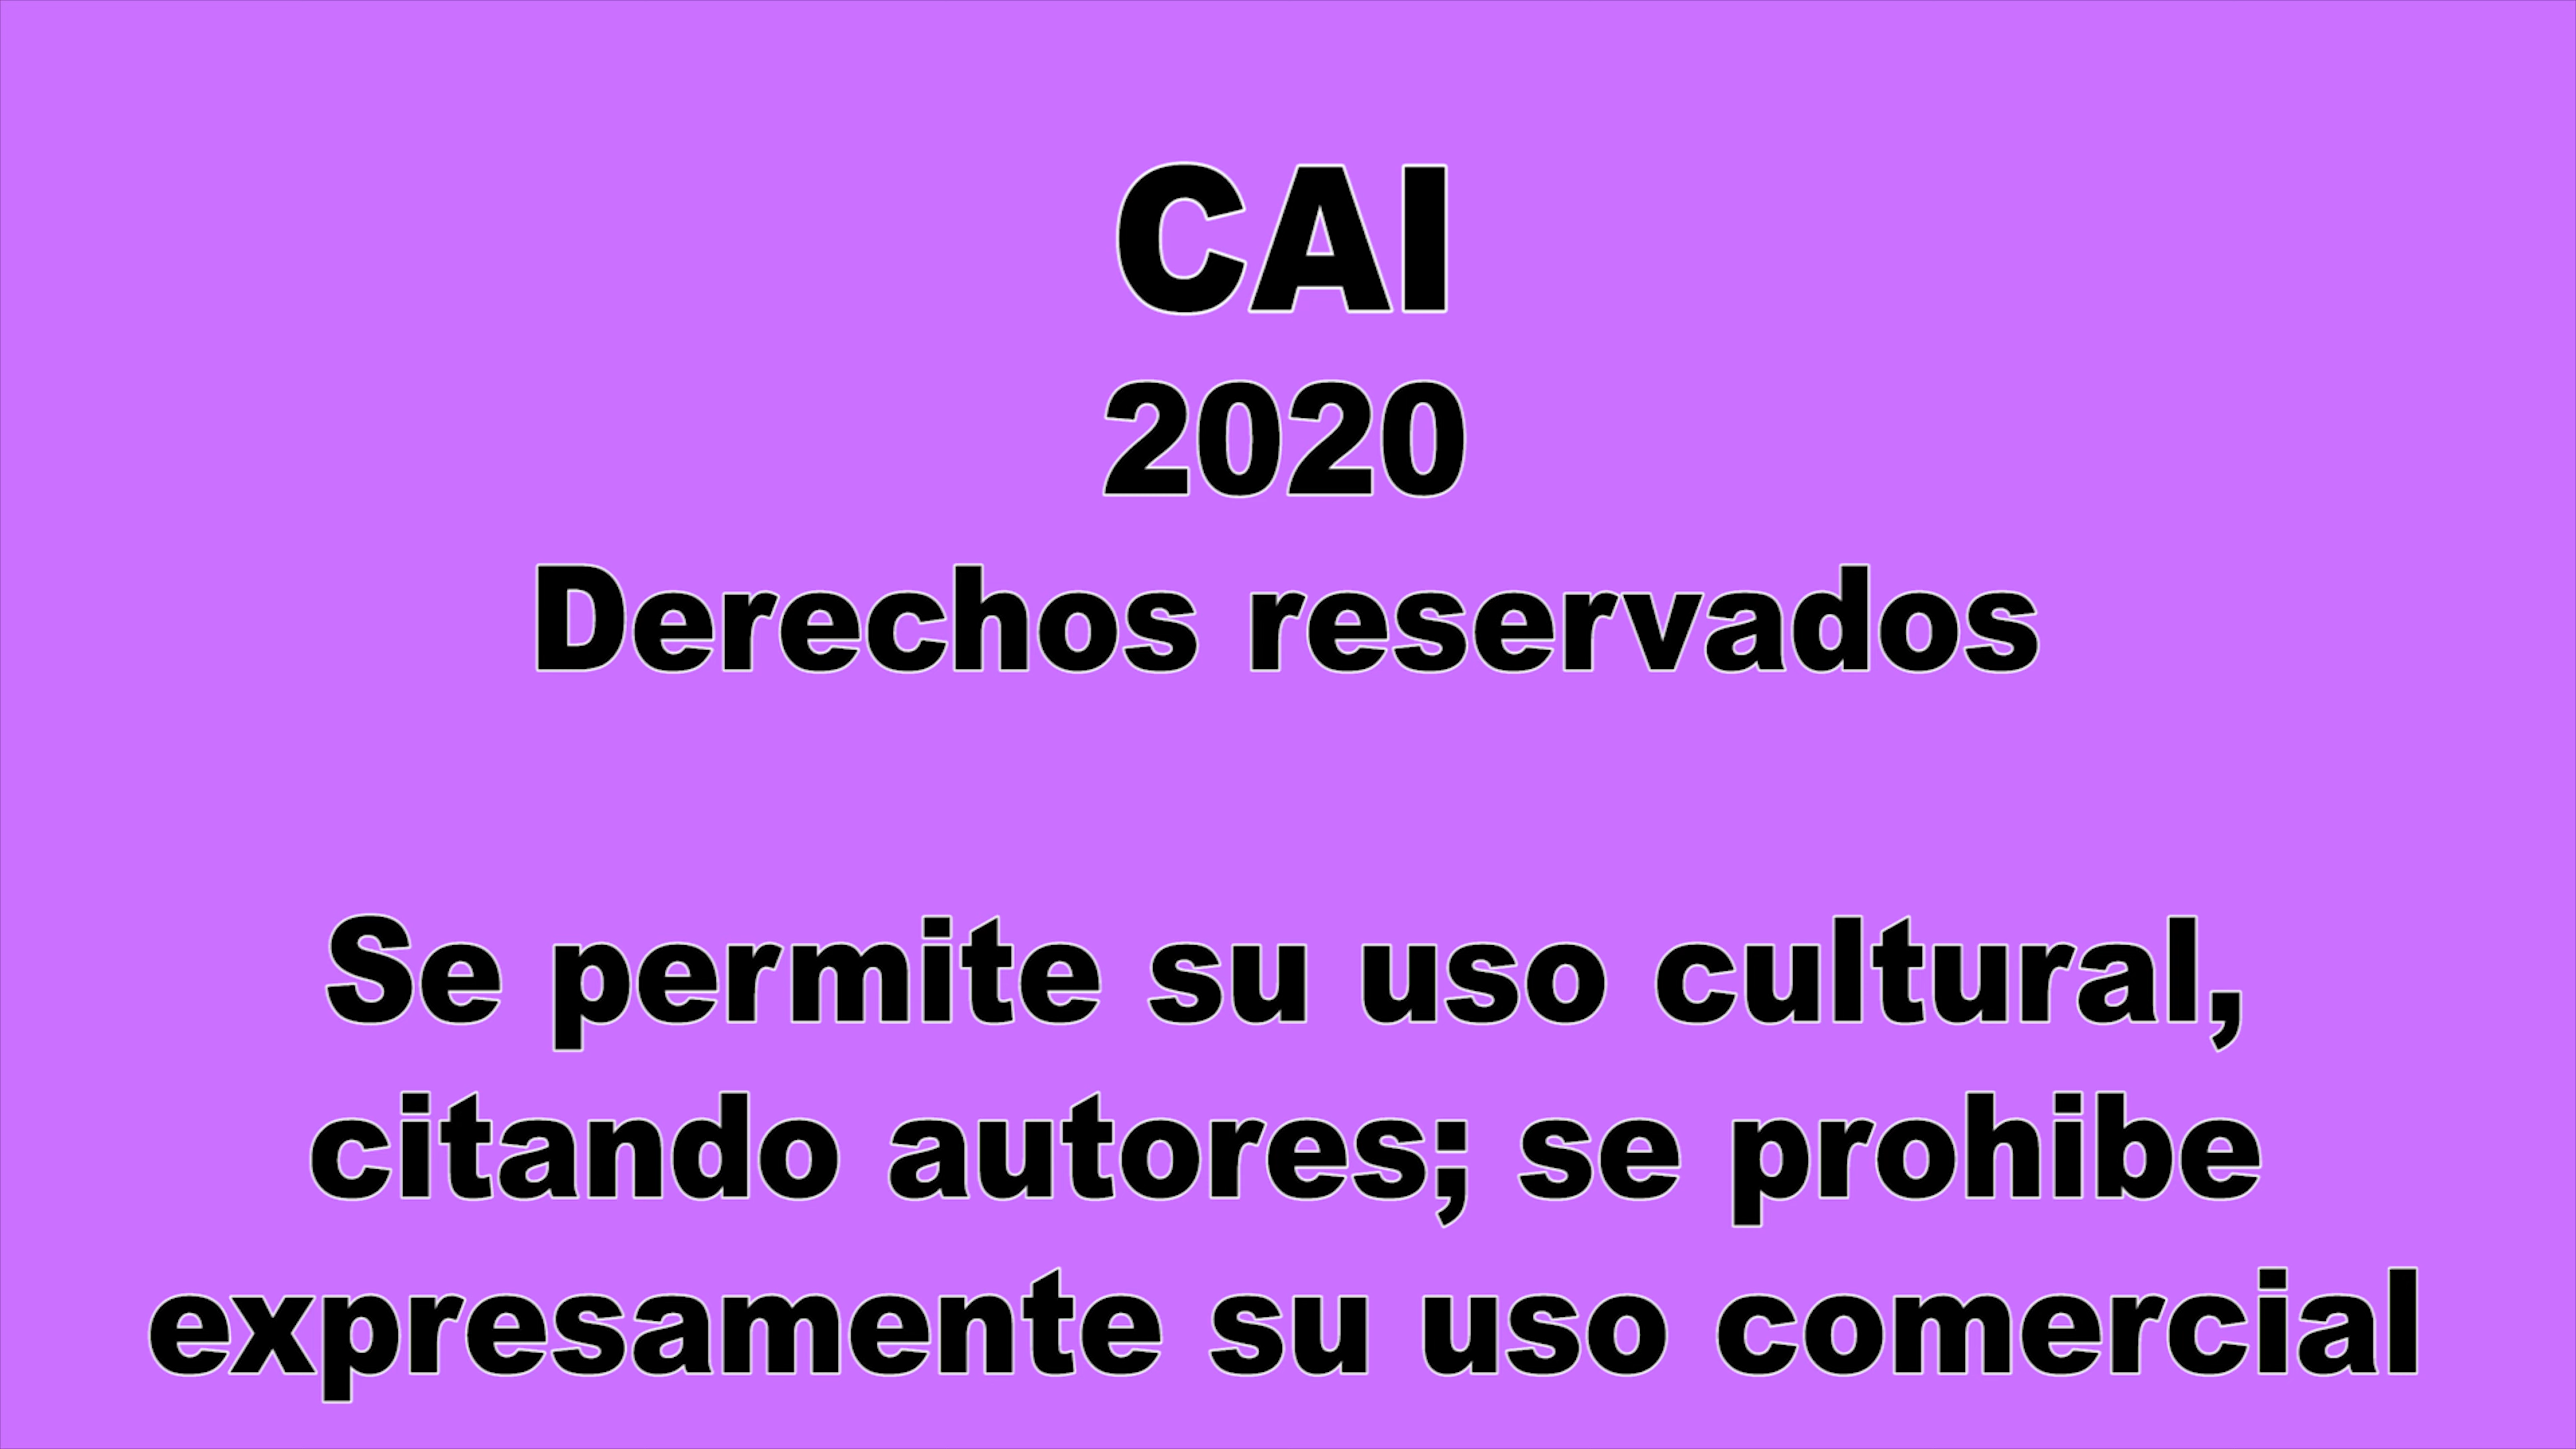 CAI
2020
Derechos reservados
Se permite su uso cultural,
citando autores; se prohibe
expresamente su uso comercial